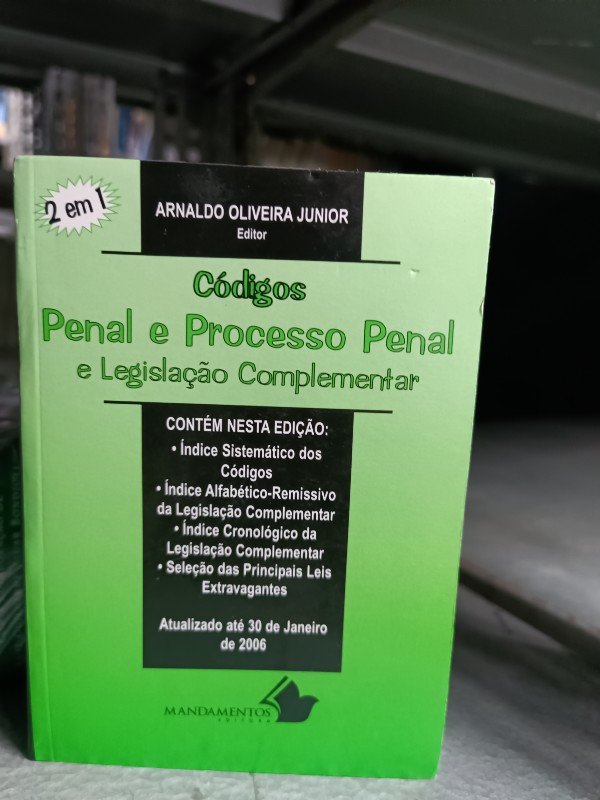 2 em 1
ARNALDO OLIVEIRA JUNIOR
Editor
Códigos
Penal e Processo Penal
e Legislação Complementar
CONTÉM NESTA EDIÇÃO:
• Índice Sistemático dos
Códigos
• Índice Alfabético-Remissivo
da Legislação Complementar
• Índice Cronológico da
Legislação Complementar
• Seleção das Principais Leis
Extravagantes
Atualizado até 30 de Janeiro
de 2006
MANDAMENTOS
EDITORA